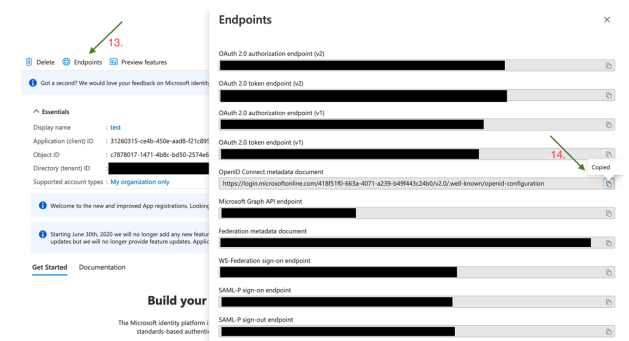 13.
Delete Endpoints Preview features
Got a second? We would love your feedback on Microsoft identity
Essentials
Display name : test
Application (client) ID : 31260315-ce4b-450e-aad8-f21c895
Object ID : c7878017-1471-4b8c-bd50-2574e6
Directory (tenant) ID :
Supported account types : My organization only
Welcome to the new and improved App registrations. Looking
Starting June 30th, 2020 we will no longer add any new featur
updates but we will no longer provide feature updates. Applic
Get Started Documentation
Build your
The Microsoft identity platform i
standards-based authenti
Endpoints
OAuth 2.0 authorization endpoint (v2)
OAuth 2.0 token endpoint (v2)
OAuth 2.0 authorization endpoint (v1)
OAuth 2.0 token endpoint (v1)
14.
Copied
OpenID Connect metadata document
https://login.microsoftonline.com/418f51f0-663a-4071-a239-b49f443c24b0/v2.0/.well-known/openid-configuration
Microsoft Graph API endpoint
Federation metadata document
WS-Federation sign-on endpoint
SAML-P sign-on endpoint
SAML-P sign-out endpoint